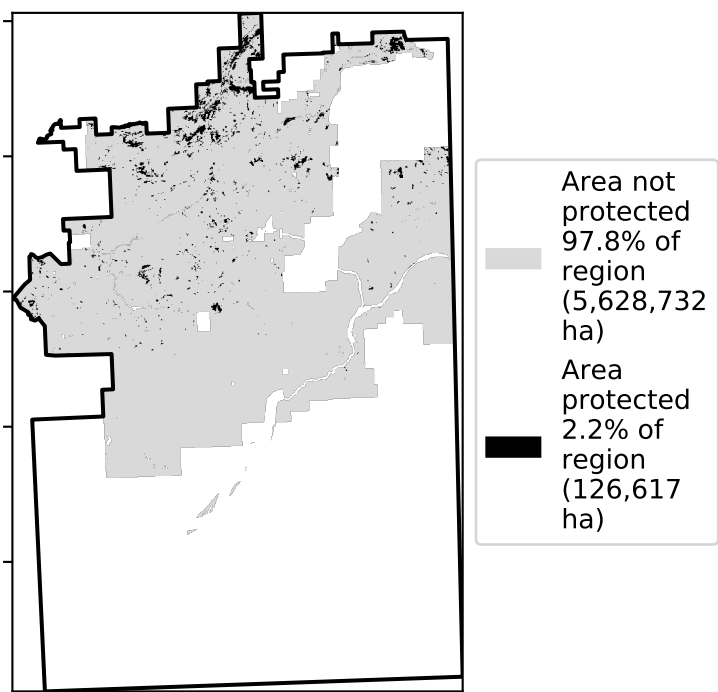 Area not
protected
97.8% of
region
(5,628,732
ha)
Area
protected
2.2% of
region
(126,617
ha)